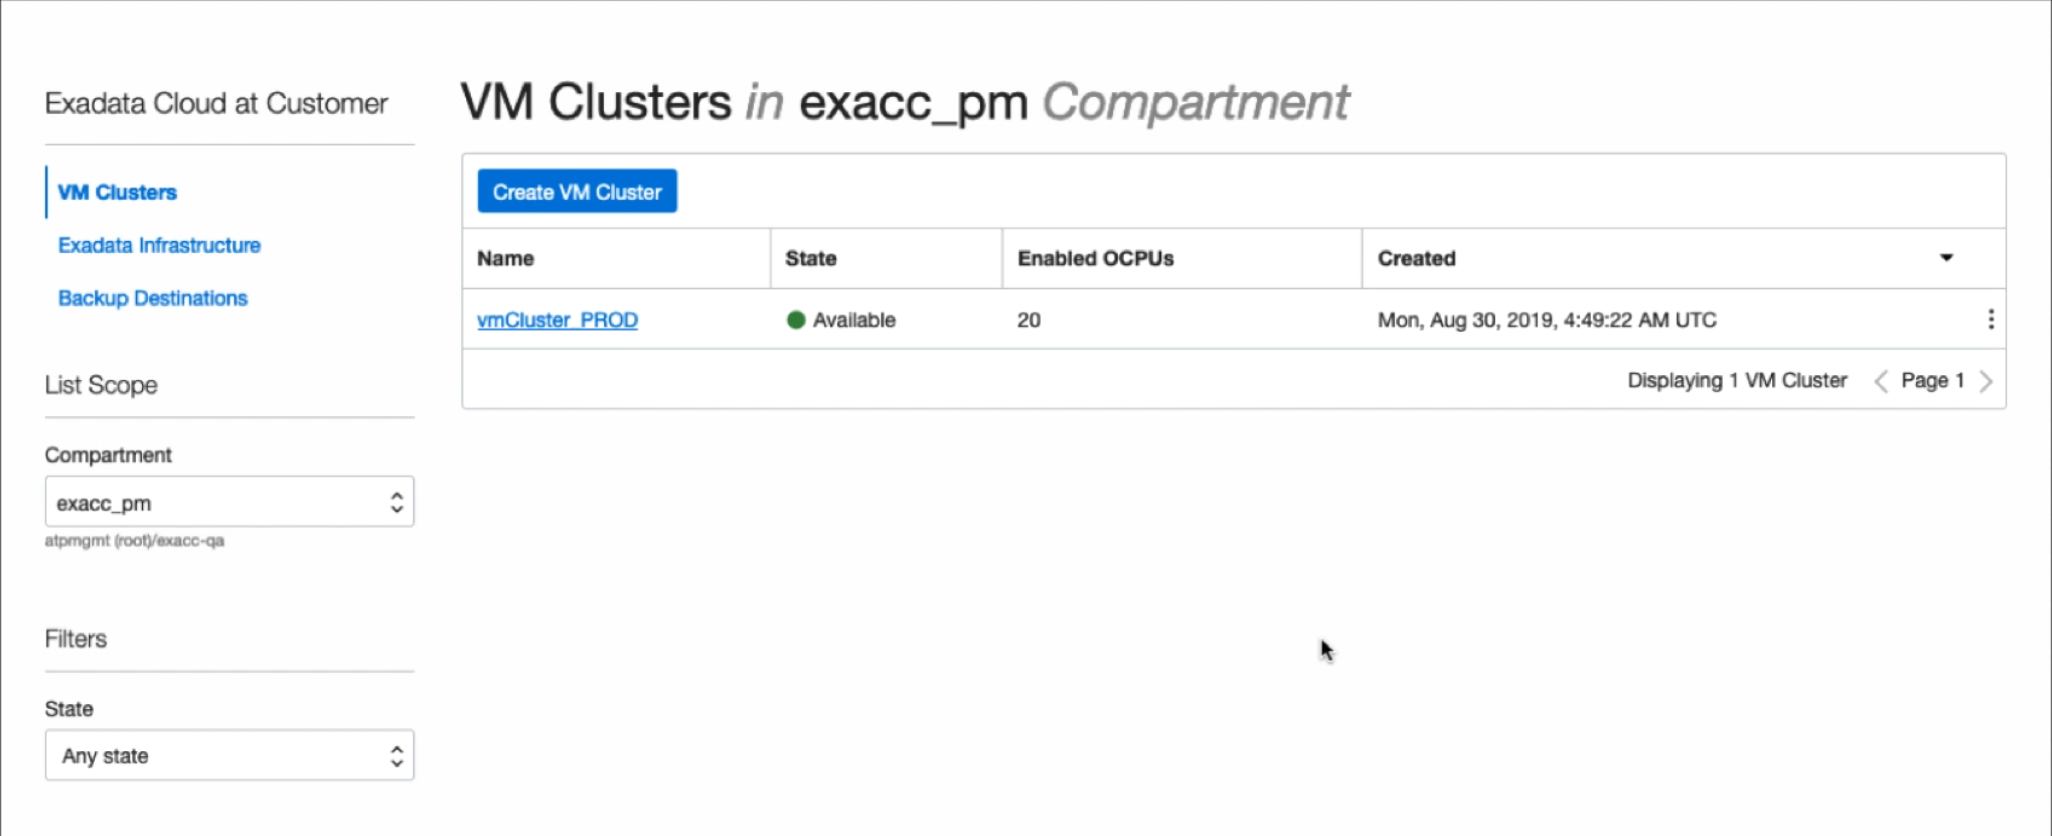 Exadata Cloud at Customer
VM Clusters
Exadata Infrastructure
Backup Destinations
List Scope
Compartment
exacc_pm
atpmgmt (root)/exacc-qa
Filters
State
Any state
VM Clusters in exacc_pm Compartment
Create VM Cluster
Name State Enabled OCPUs Created
vmCluster_PROD Available 20 Mon, Aug 30, 2019, 4:49:22 AM UTC
Displaying 1 VM Cluster Page 1